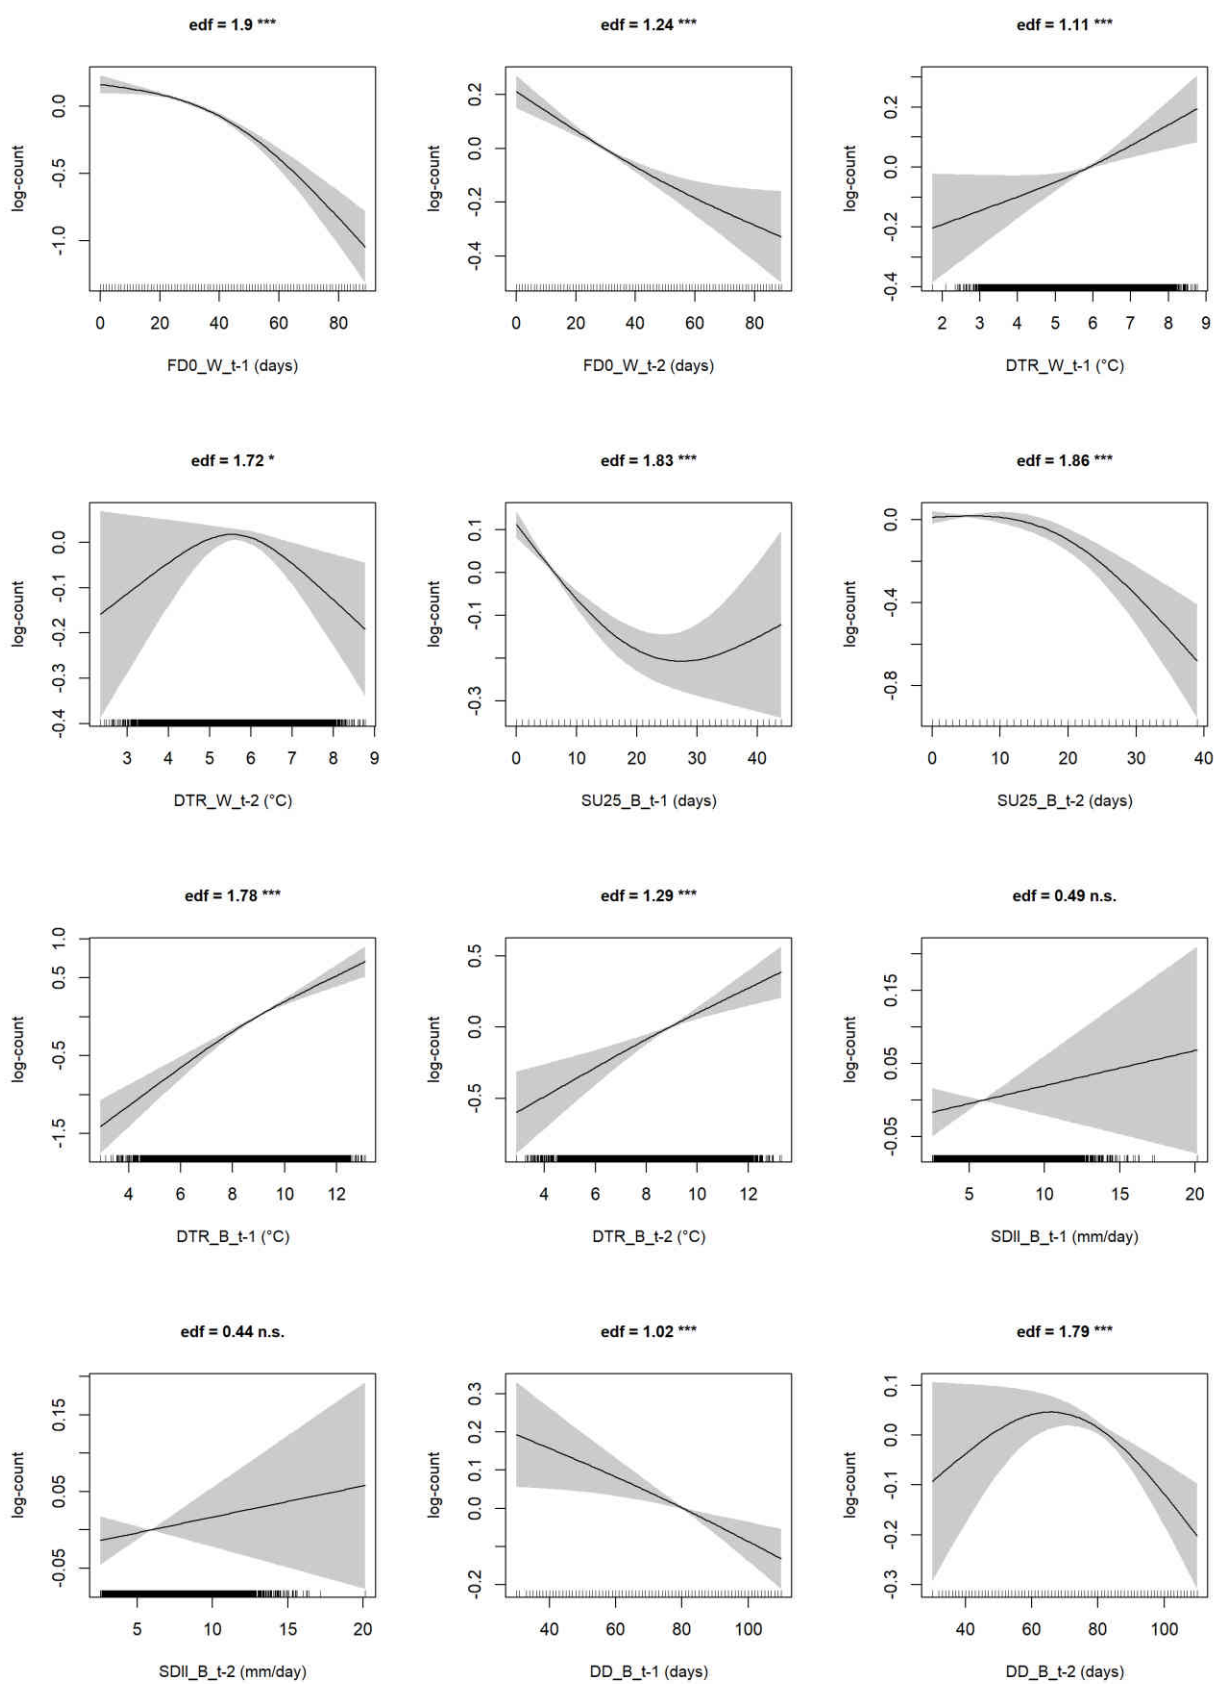 edf = 1.9 ***
edf = 1.24 ***
edf = 1.11 ***
log-count
0.0
-0.5
-1.0
0 20 40 60 80
FD0_W_t-1 (days)
log-count
0.2
0.0
-0.2
-0.4
0 20 40 60 80
FD0_W_t-2 (days)
log-count
0.2
0.0
-0.2
-0.4
2 3 4 5 6 7 8 9
DTR_W_t-1 (°C)
edf = 1.72 *
edf = 1.83 ***
edf = 1.86 ***
log-count
0.0
-0.1
-0.2
-0.3
-0.4
3 4 5 6 7 8 9
DTR_W_t-2 (°C)
log-count
0.1
0.0
-0.1
-0.3
0 10 20 30 40
SU25_B_t-1 (days)
log-count
0.0
-0.4
-0.8
0 10 20 30 40
SU25_B_t-2 (days)
edf = 1.78 ***
edf = 1.29 ***
edf = 0.49 n.s.
log-count
1.0
0.5
-0.5
-1.5
4 6 8 10 12
DTR_B_t-1 (°C)
log-count
0.5
0.0
-0.5
4 6 8 10 12
DTR_B_t-2 (°C)
log-count
0.15
0.05
-0.05
5 10 15 20
SDII_B_t-1 (mm/day)
edf = 0.44 n.s.
edf = 1.02 ***
edf = 1.79 ***
log-count
0.15
0.05
-0.05
5 10 15 20
SDII_B_t-2 (mm/day)
log-count
0.3
0.2
0.1
0.0
-0.2
40 60 80 100
DD_B_t-1 (days)
log-count
0.1
0.0
-0.1
-0.2
-0.3
40 60 80 100
DD_B_t-2 (days)